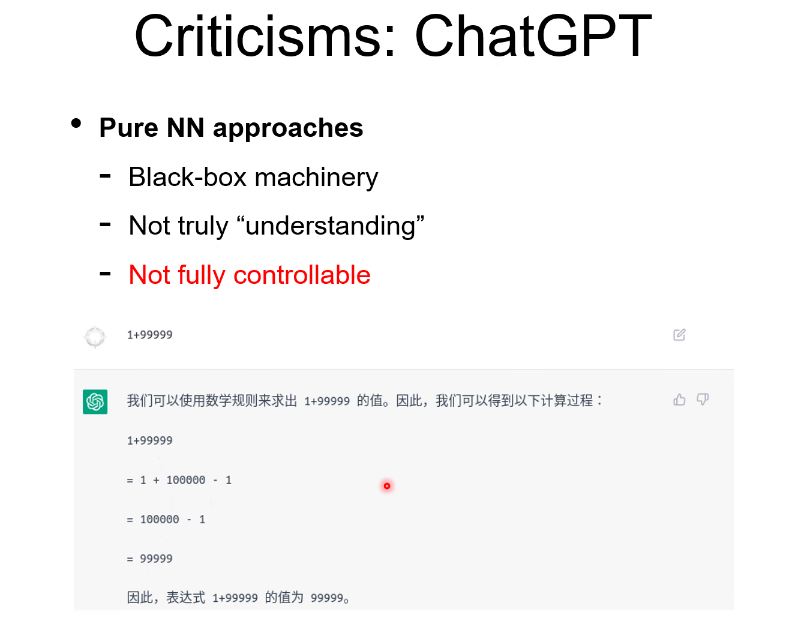 Criticisms: ChatGPT
• Pure NN approaches
- Black-box machinery
- Not truly “understanding”
- Not fully controllable
1+99999
我们可以使用数学规则来求出 1+99999 的值。因此，我们可以得到以下计算过程：
1+99999
= 1 + 100000 - 1
= 100000 - 1
= 99999
因此，表达式 1+99999 的值为 99999。